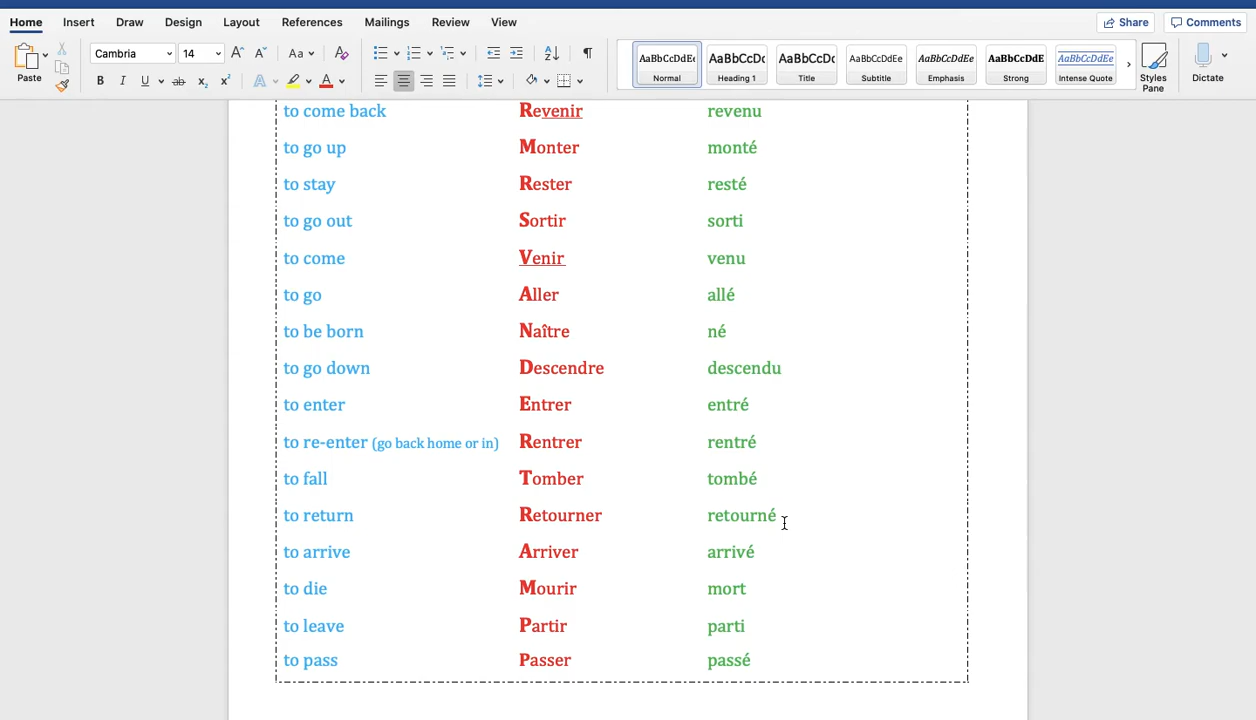 Home Insert Draw Design Layout References Mailings Review View Share Comments
Paste Cambria 14 A A Aa A AaBbCcDdEe AaBbCcDc AaBbCcDc AaBbCcDdEe AaBbCcDdEe AaBbCcDdE AaBbCcDdEe Styles Pane Dictate
B I U ab x₂ x² A A Normal Heading 1 Title Subtitle Emphasis Strong Intense Quote
to come back Revenir revenu
to go up Monter monté
to stay Rester resté
to go out Sortir sorti
to come Venir venu
to go Aller allé
to be born Naître né
to go down Descendre descendu
to enter Entrer entré
to re-enter (go back home or in) Rentrer rentré
to fall Tomber tombé
to return Retourner retourné
to arrive Arriver arrivé
to die Mourir mort
to leave Partir parti
to pass Passer passé